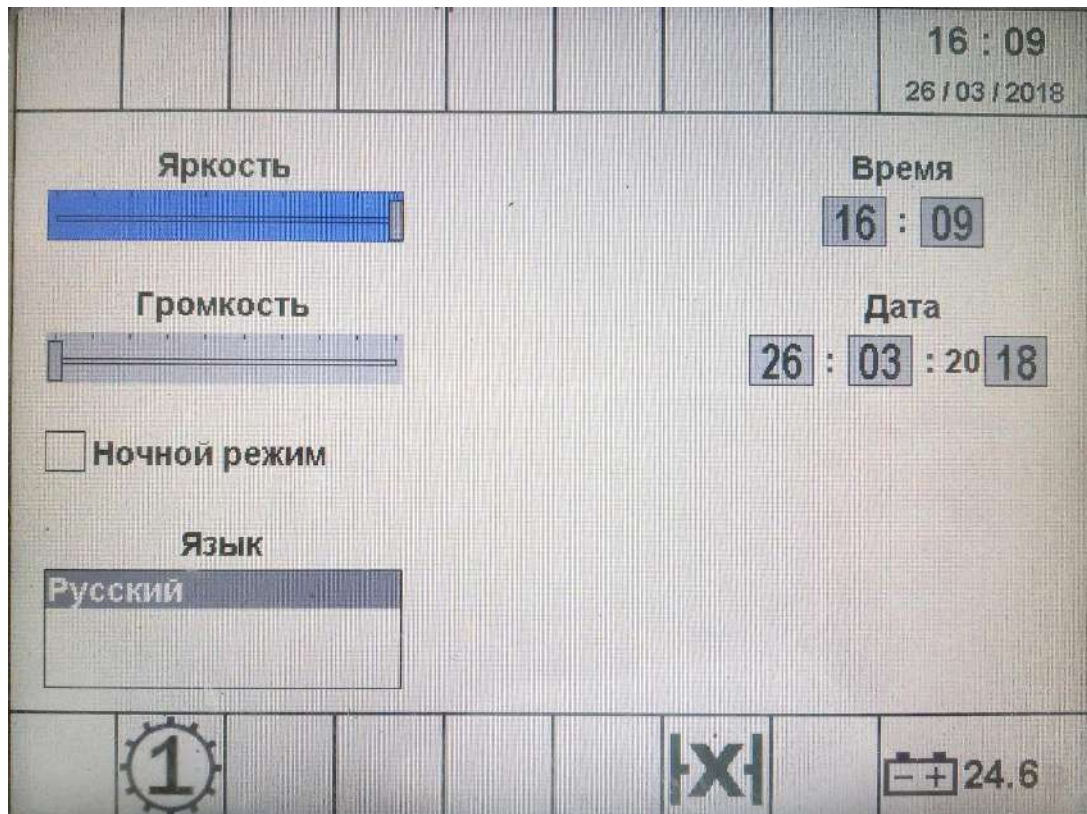 16 : 09
26 / 03 / 2018
Яркость
Время
16 : 09
Громкость
Дата
26 : 03 : 20 18
Ночной режим
Язык
Русский
1
X
- + 24.6